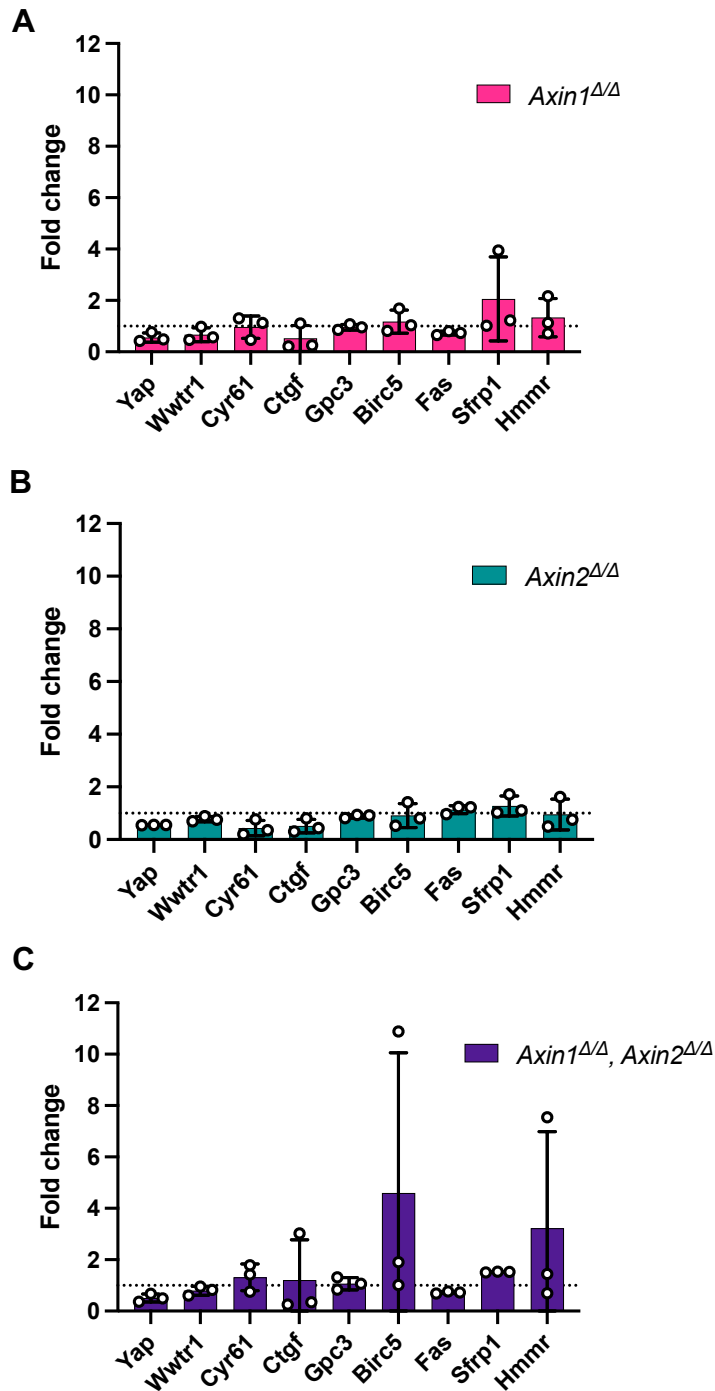 A
12
10
8
6
4
2
0
Fold change
Axin1Δ/Δ
Yap
Wwtr1
Cyr61
Ctgf
Gpc3
Birc5
Fas
Sfrp1
Hmmr
B
12
10
8
6
4
2
0
Fold change
Axin2Δ/Δ
Yap
Wwtr1
Cyr61
Ctgf
Gpc3
Birc5
Fas
Sfrp1
Hmmr
C
12
10
8
6
4
2
0
Fold change
Axin1Δ/Δ, Axin2Δ/Δ
Yap
Wwtr1
Cyr61
Ctgf
Gpc3
Birc5
Fas
Sfrp1
Hmmr